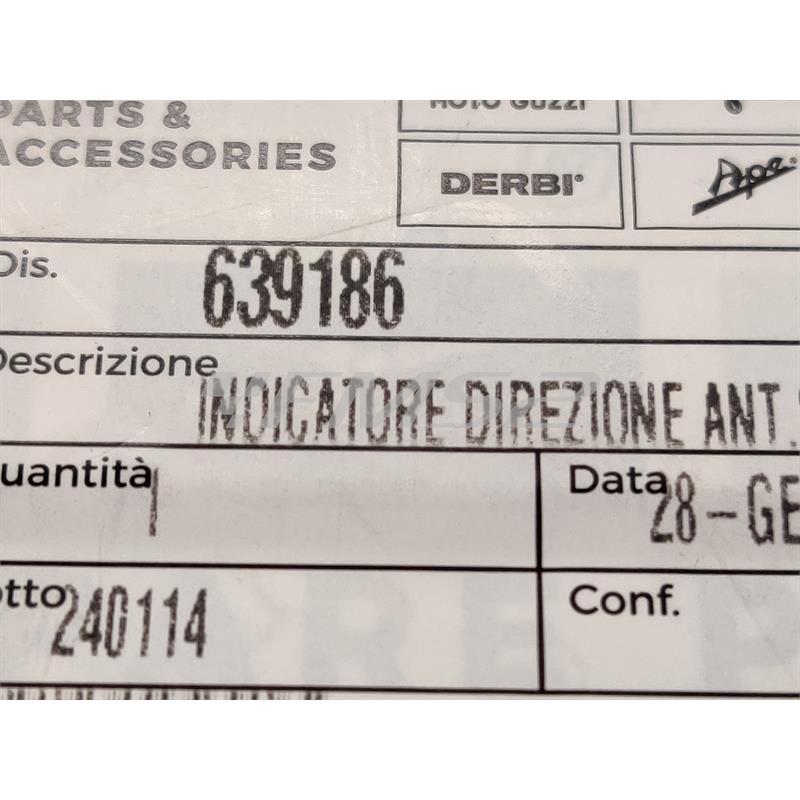 PARTS &
ACCESSORIES
MOTO GUZZI
DERBI®
Ape®
Dis. 639186
Descrizione
INDICATORE DIREZIONE ANT.
uantità 1
Data 28-GE
otto 240114
Conf.